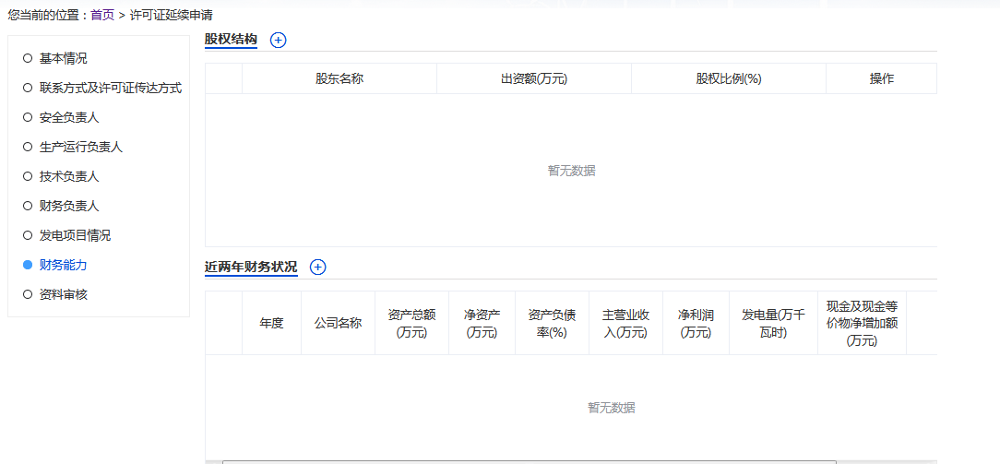 您当前的位置：首页 > 许可证延续申请
基本情况
联系方式及许可证传达方式
安全负责人
生产运行负责人
技术负责人
财务负责人
发电项目情况
财务能力
资料审核
股权结构
股东名称 出资额(万元) 股权比例(%) 操作
暂无数据
近两年财务状况
年度
公司名称
资产总额
(万元)
净资产
(万元)
资产负债
率(%)
主营业收
入(万元)
净利润
(万元)
发电量(万千
瓦时)
现金及现金等
价物净增加额
(万元)
暂无数据